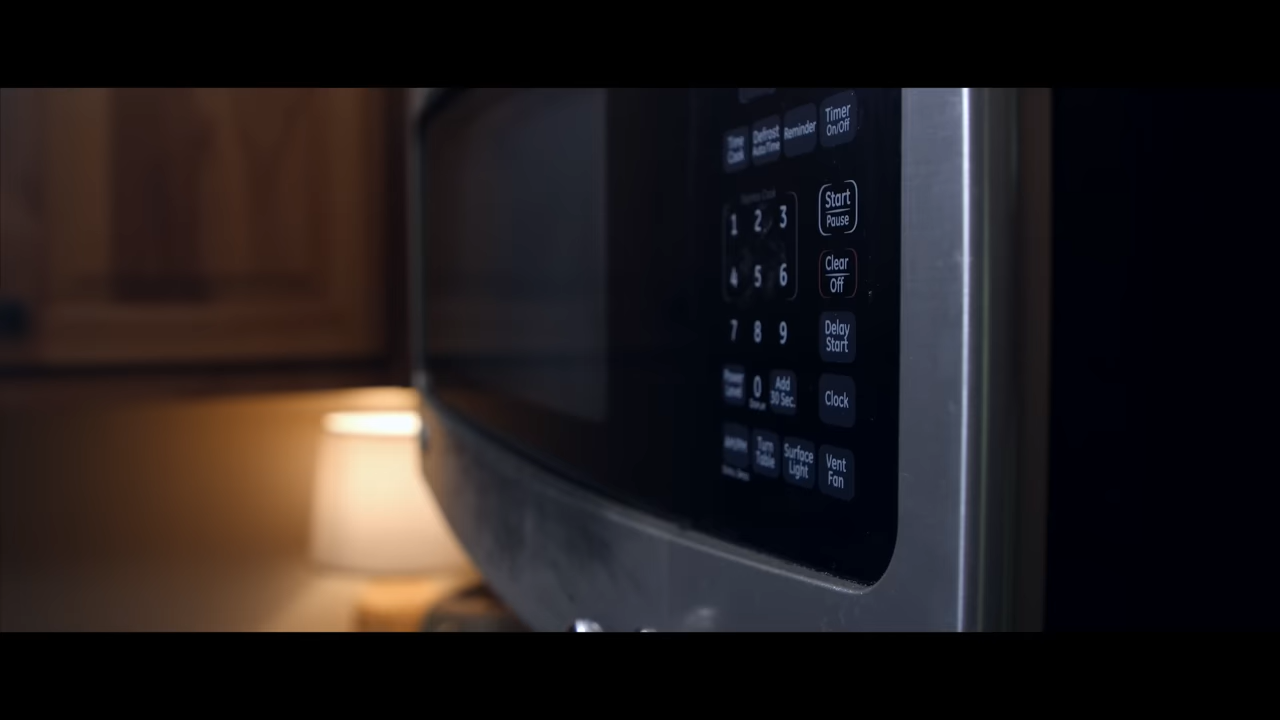 Time Cook
Defrost Auto/Time
Reminder
Timer On/Off
1 2 3
Start Pause
4 5 6
Clear Off
7 8 9
Delay Start
Power Level
0
Add 30 Sec.
Clock
Turn Table
Surface Light
Vent Fan